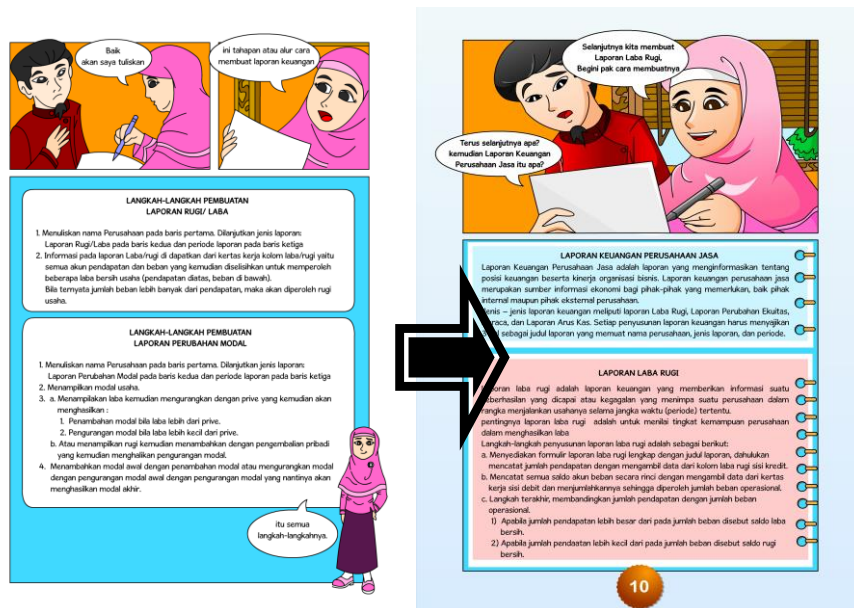 Baik
akan saya tuliskan
ini tahapan atau alur cara
membuat laporan keuangan
LANGKAH-LANGKAH PEMBUATAN
LAPORAN RUGI/ LABA
1. Menuliskan nama Perusahaan pada baris pertama. Dilanjutkan jenis laporan:
Laporan Rugi/Laba pada baris kedua dan periode laporan pada baris ketiga
2. Informasi pada laporan Laba/rugi di dapatkan dari kertas kerja kolom laba/rugi yaitu
semua akun pendapatan dan beban yang kemudian diselisihkan untuk memperoleh
beberapa laba bersih usaha (pendapatan diatas, beban di bawah).
Bila ternyata jumlah beban lebih banyak dari pendapatan, maka akan diperoleh rugi
usaha.
LANGKAH-LANGKAH PEMBUATAN
LAPORAN PERUBAHAN MODAL
1. Menuliskan nama Perusahaan pada baris pertama. Dilanjutkan jenis laporan:
Laporan Perubahan Modal pada baris kedua dan periode laporan pada baris ketiga
2. Menampilkan modal usaha.
3. a. Menampilakan laba kemudian mengurangkan dengan prive yang kemudian akan
menghasilkan :
1. Penambahan modal bila laba lebih dari prive.
2. Pengurangan modal bila laba lebih kecil dari prive.
b. Atau menampilkan rugi kemudian menambahkan dengan pengembalian pribadi
yang kemudian menghalikan pengurangan modal.
4. Menambahkan modal awal dengan penambahan modal atau mengurangkan modal
dengan pengurangan modal awal dengan pengurangan modal yang nantinya akan
menghasilkan modal akhir.
itu semua
langkah-langkahnya.
Selanjutnya kita membuat
Laporan Laba Rugi,
Begini pak cara membuatnya
Terus selanjutnya apa?
kemudian Laporan Keuangan
Perusahaan Jasa itu apa?
LAPORAN KEUANGAN PERUSAHAAN JASA
Laporan Keuangan Perusahaan Jasa adalah laporan yang menginformasikan tentang
posisi keuangan beserta kinerja organisasi bisnis. Laporan keuangan perusahaan jasa
merupakan sumber informasi ekonomi bagi pihak-pihak yang memerlukan, baik pihak
internal maupun pihak eksternal perusahaan.
Jenis – jenis laporan keuangan meliputi laporan Laba Rugi, Laporan Perubahan Ekuitas,
dan Laporan Arus Kas. Setiap penyusunan laporan keuangan harus menyajikan
sebagai judul laporan yang memuat nama perusahaan, jenis laporan, dan periode.
LAPORAN LABA RUGI
laba rugi adalah laporan keuangan yang memberikan informasi suatu
keberhasilan yang dicapai atau kegagalan yang menimpa suatu perusahaan dalam
rangka menjalankan usahanya selama jangka waktu (periode) tertentu.
pentingnya laporan laba rugi adalah untuk menilai tingkat kemampuan perusahaan
dalam menghasilkan laba
Langkah-langkah penyusunan laporan laba rugi adalah sebagai berikut:
a. Menyediakan formulir laporan laba rugi lengkap dengan judul laporan, dahulukan
mencatat jumlah pendapatan dengan mengambil data dari kolom laba rugi sisi kredit.
b. Mencatat semua saldo akun beban secara rinci dengan mengambil data dari kertas
kerja sisi debit dan menjumlahkannya sehingga diperoleh jumlah beban operasional.
c. Langkah terakhir, membandingkan jumlah pendapatan dengan jumlah beban
operasional.
1) Apabila jumlah pendapatan lebih besar dari pada jumlah beban disebut saldo laba
bersih.
2) Apabila jumlah pendaatan lebih kecil dari pada jumlah beban disebut saldo rugi
bersih.
10